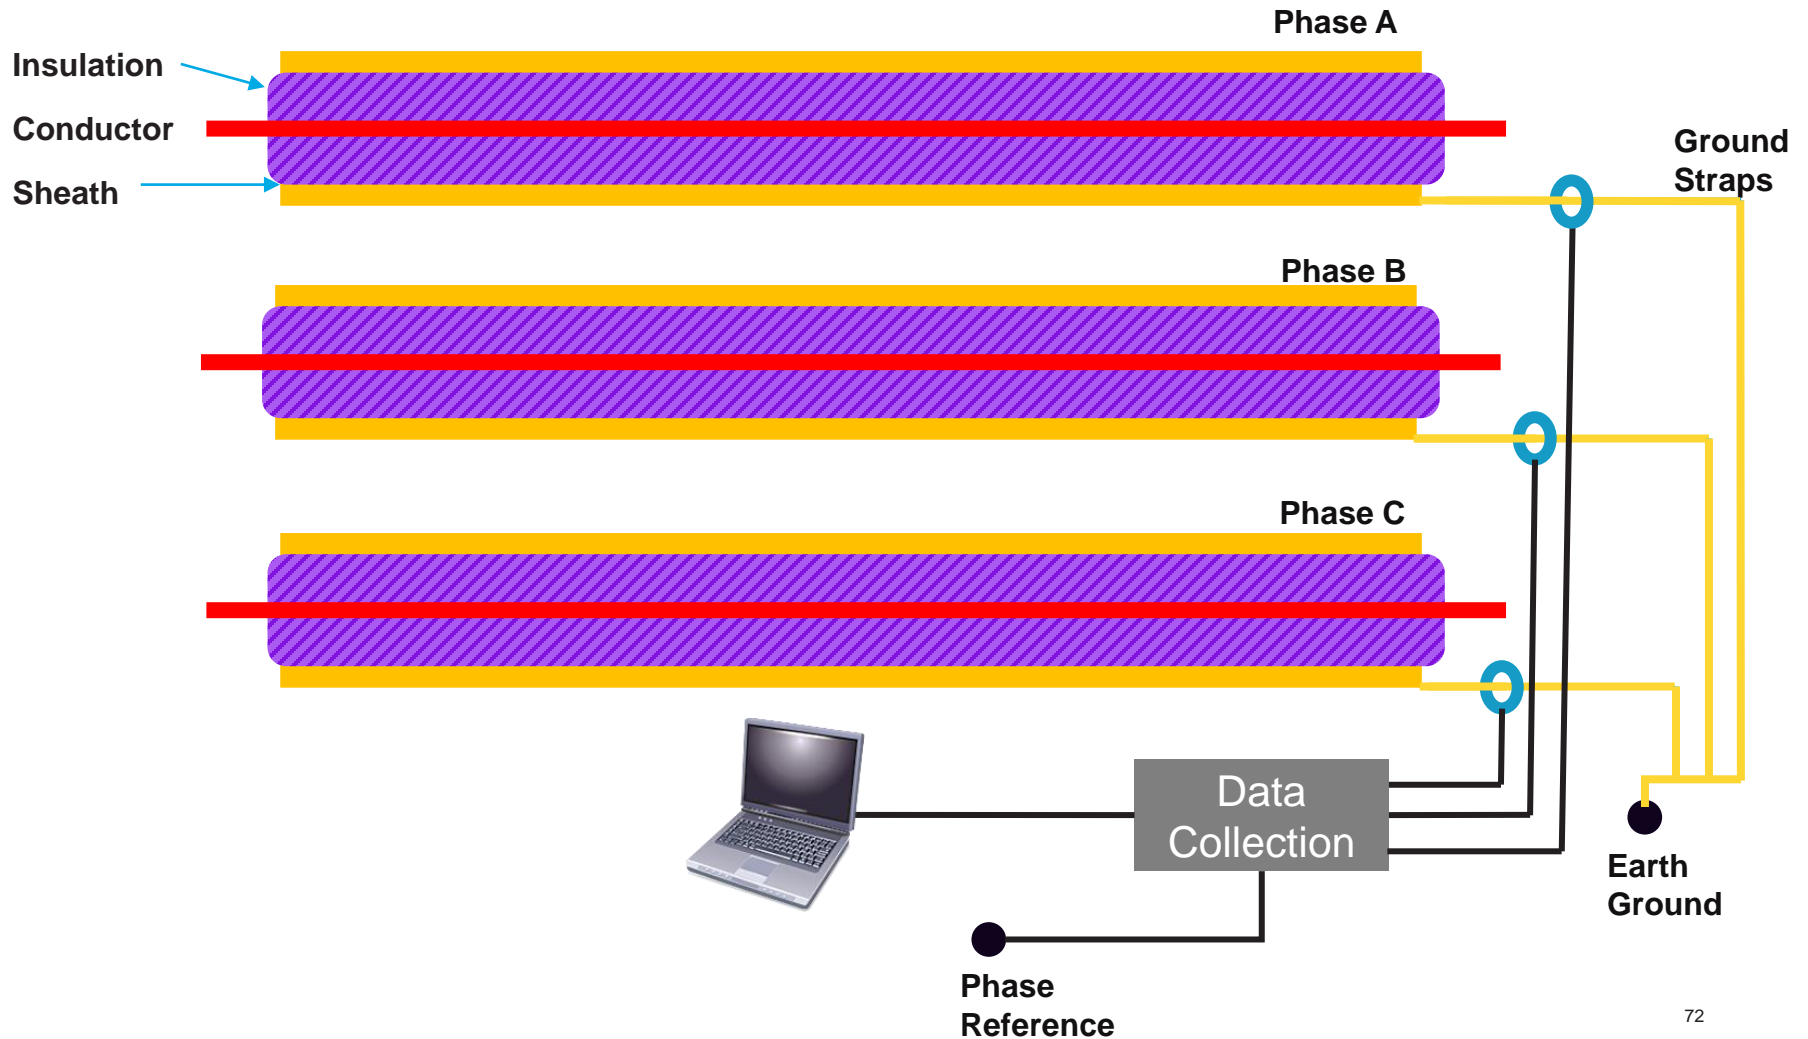 Phase A
Insulation
Conductor
Sheath
Ground
Straps
Phase B
Phase C
Data
Collection
Earth
Ground
Phase
Reference
72